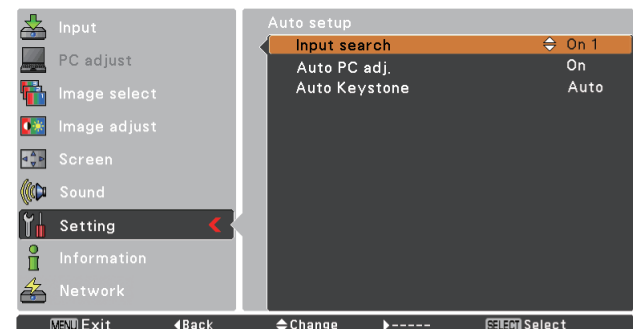 Input
PC adjust
Image select
Image adjust
Screen
Sound
Setting
Information
Network
Auto setup
Input search On 1
Auto PC adj. On
Auto Keystone Auto
MENU Exit Back Change ----- SELECT Select